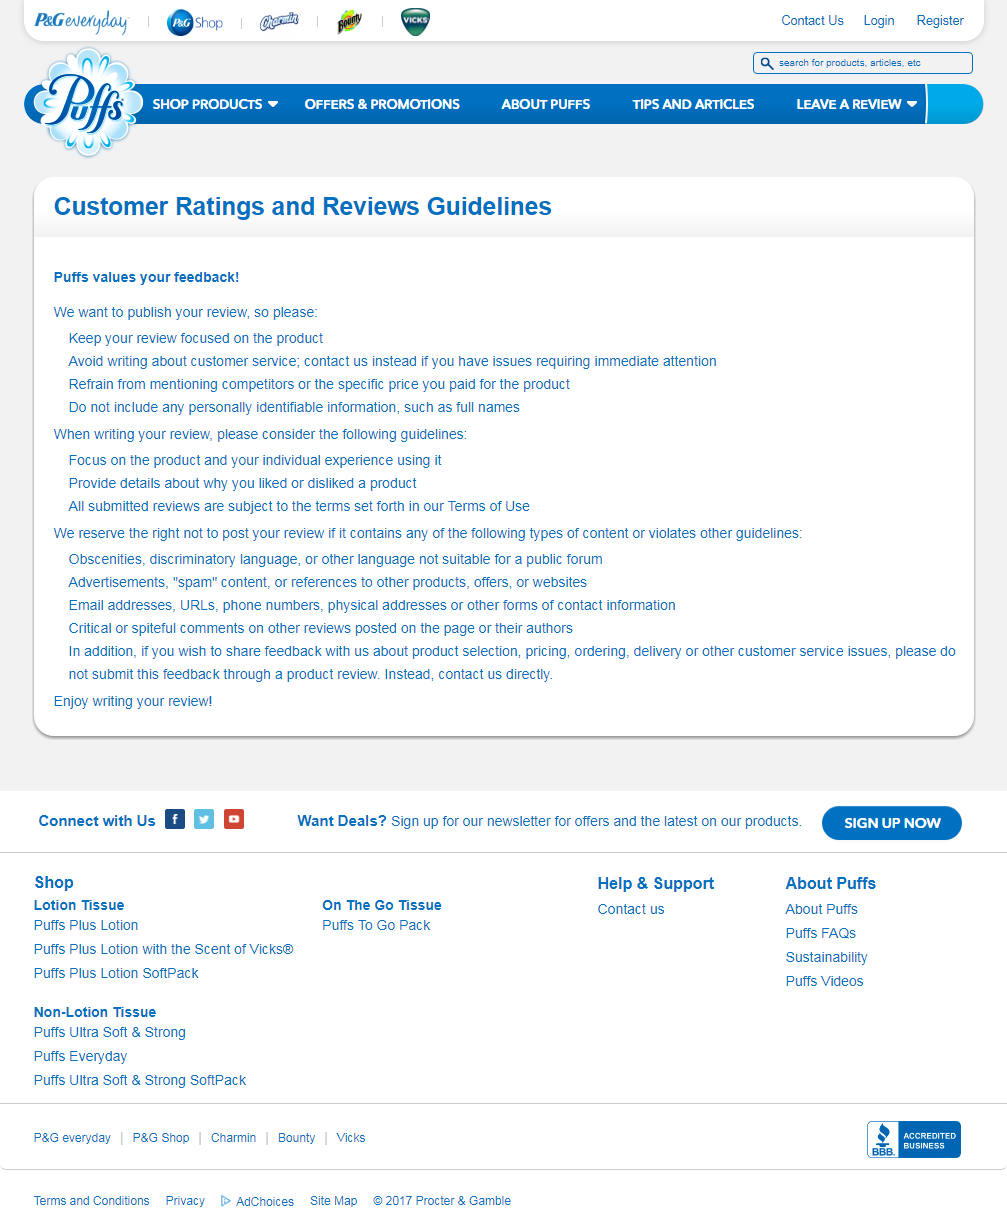 P&G everyday
P&G Shop
Charmin
Bounty
VICKS
Contact Us Login Register
search for products, articles, etc
Puffs
SHOP PRODUCTS OFFERS & PROMOTIONS ABOUT PUFFS TIPS AND ARTICLES LEAVE A REVIEW
Customer Ratings and Reviews Guidelines
Puffs values your feedback!
We want to publish your review, so please:
Keep your review focused on the product
Avoid writing about customer service; contact us instead if you have issues requiring immediate attention
Refrain from mentioning competitors or the specific price you paid for the product
Do not include any personally identifiable information, such as full names
When writing your review, please consider the following guidelines:
Focus on the product and your individual experience using it
Provide details about why you liked or disliked a product
All submitted reviews are subject to the terms set forth in our Terms of Use
We reserve the right not to post your review if it contains any of the following types of content or violates other guidelines:
Obscenities, discriminatory language, or other language not suitable for a public forum
Advertisements, "spam" content, or references to other products, offers, or websites
Email addresses, URLs, phone numbers, physical addresses or other forms of contact information
Critical or spiteful comments on other reviews posted on the page or their authors
In addition, if you wish to share feedback with us about product selection, pricing, ordering, delivery or other customer service issues, please do
not submit this feedback through a product review. Instead, contact us directly.
Enjoy writing your review!
Connect with Us
Want Deals? Sign up for our newsletter for offers and the latest on our products.
SIGN UP NOW
Shop
Lotion Tissue
Puffs Plus Lotion
Puffs Plus Lotion with the Scent of Vicks®
Puffs Plus Lotion SoftPack
Non-Lotion Tissue
Puffs Ultra Soft & Strong
Puffs Everyday
Puffs Ultra Soft & Strong SoftPack
On The Go Tissue
Puffs To Go Pack
Help & Support
Contact us
About Puffs
About Puffs
Puffs FAQs
Sustainability
Puffs Videos
P&G everyday | P&G Shop | Charmin | Bounty | Vicks
BBB.
ACCREDITED
BUSINESS
Terms and Conditions Privacy AdChoices Site Map © 2017 Procter & Gamble